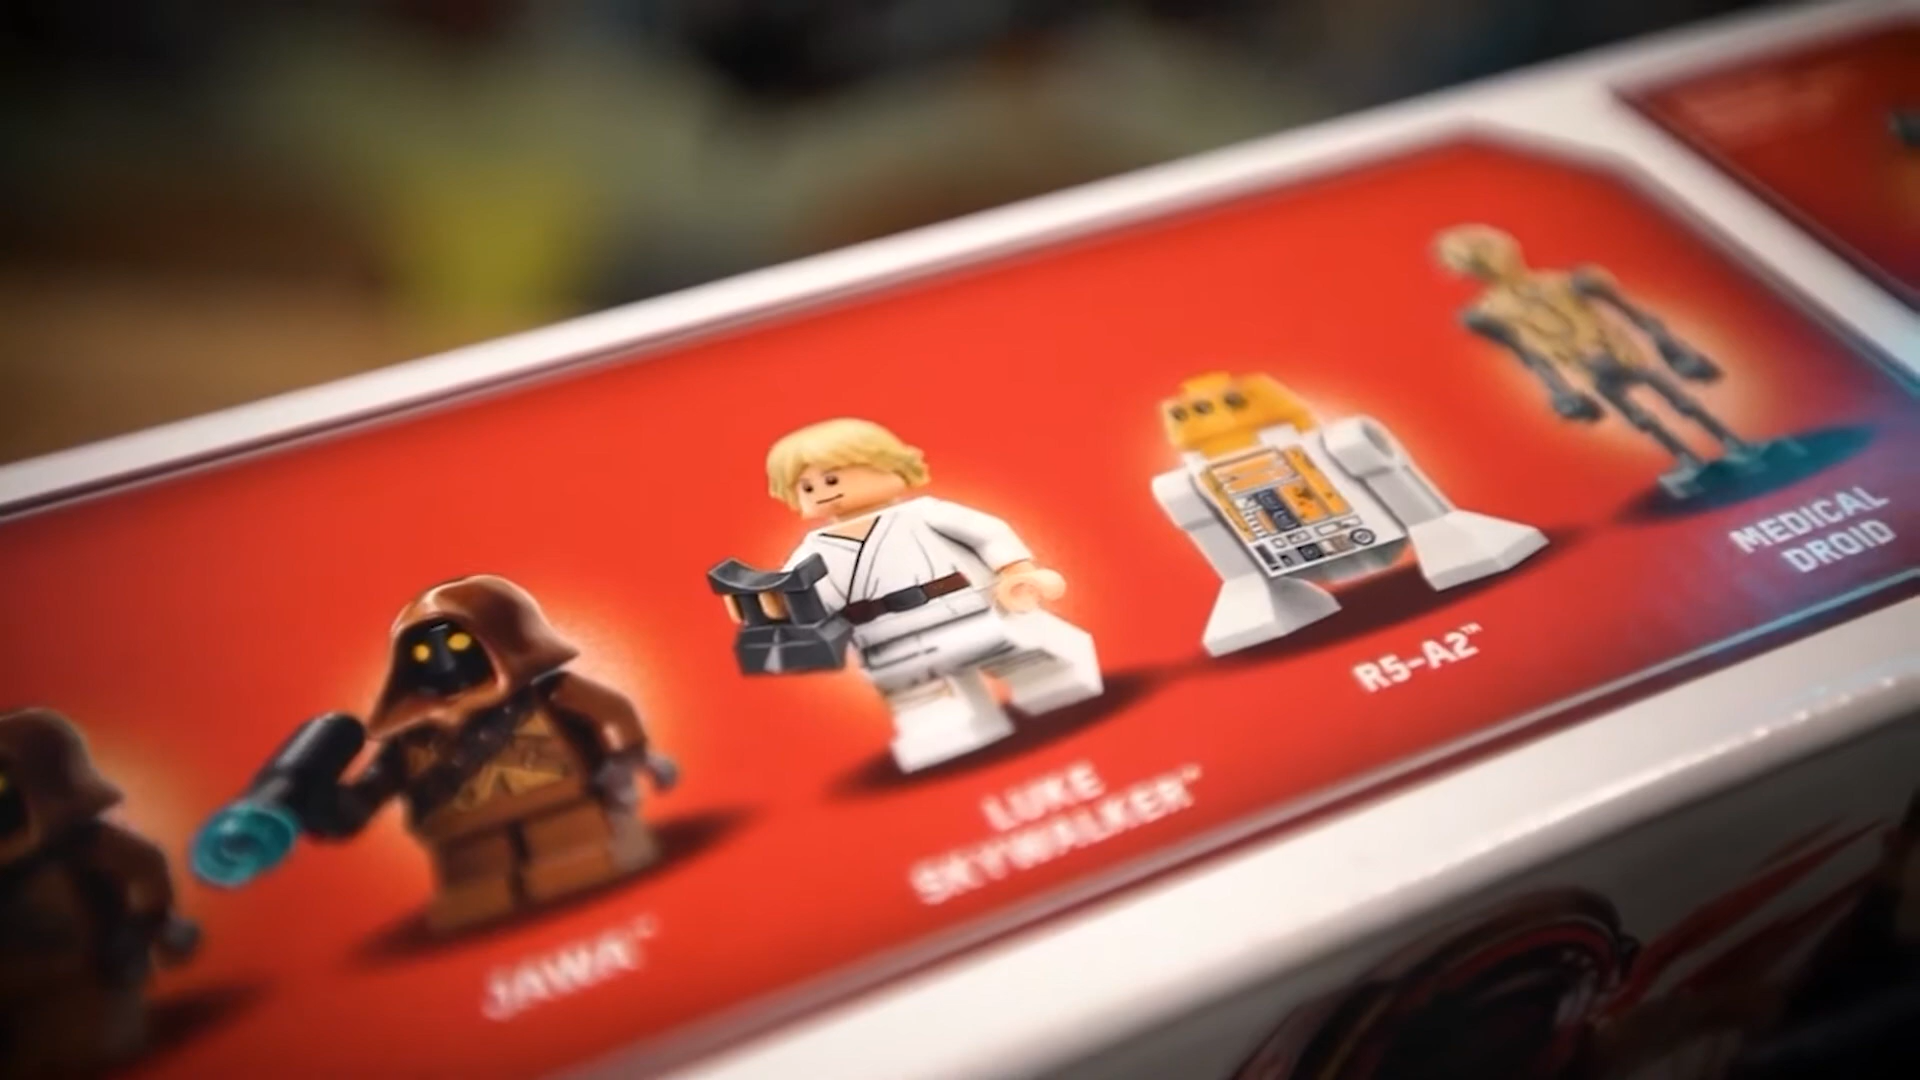 JAWA™
LUKE
SKYWALKER™
R5-A2™
MEDICAL
DROID